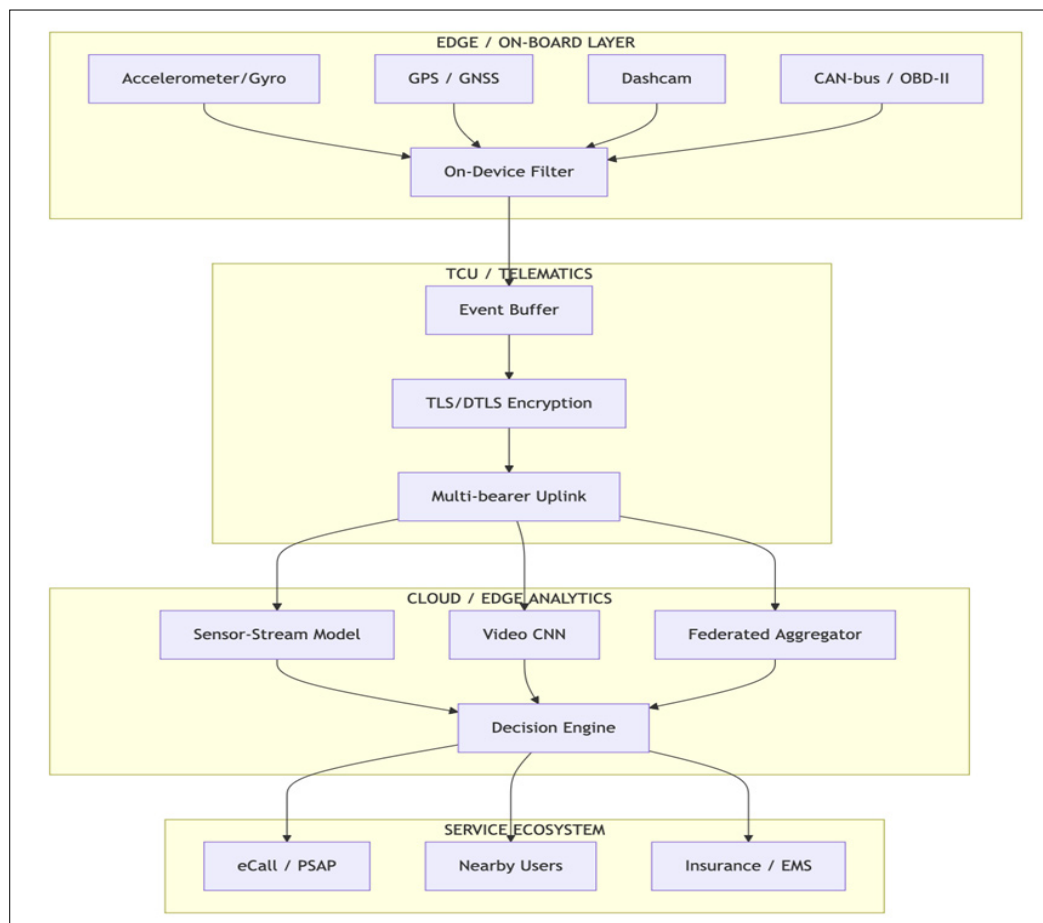 EDGE / ON-BOARD LAYER
Accelerometer/Gyro
GPS / GNSS
Dashcam
CAN-bus / OBD-II
On-Device Filter
TCU / TELEMATICS
Event Buffer
TLS/DTLS Encryption
Multi-bearer Uplink
CLOUD / EDGE ANALYTICS
Sensor-Stream Model
Video CNN
Federated Aggregator
Decision Engine
SERVICE ECOSYSTEM
eCall / PSAP
Nearby Users
Insurance / EMS